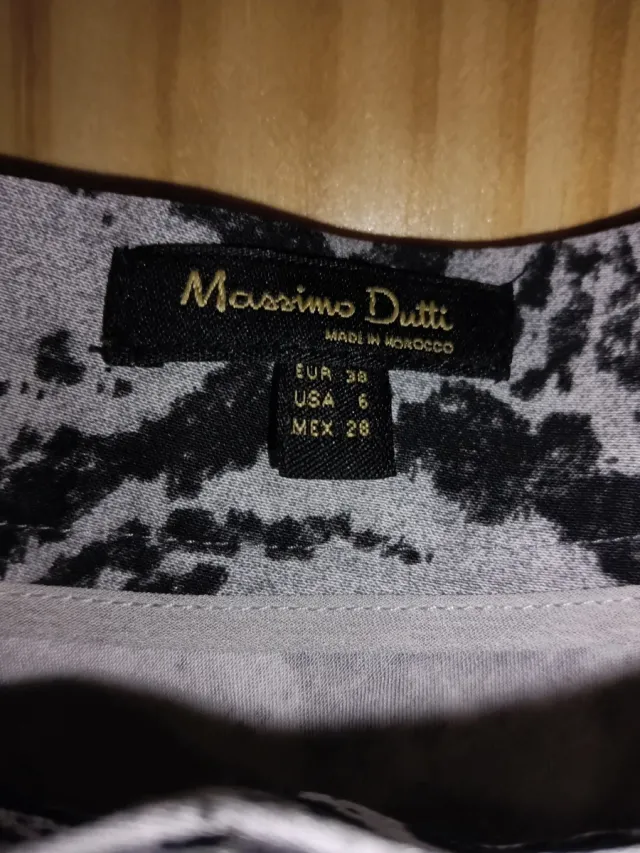 Massimo Dutti
MADE IN MOROCCO
EUR 38
USA 6
MEX 28